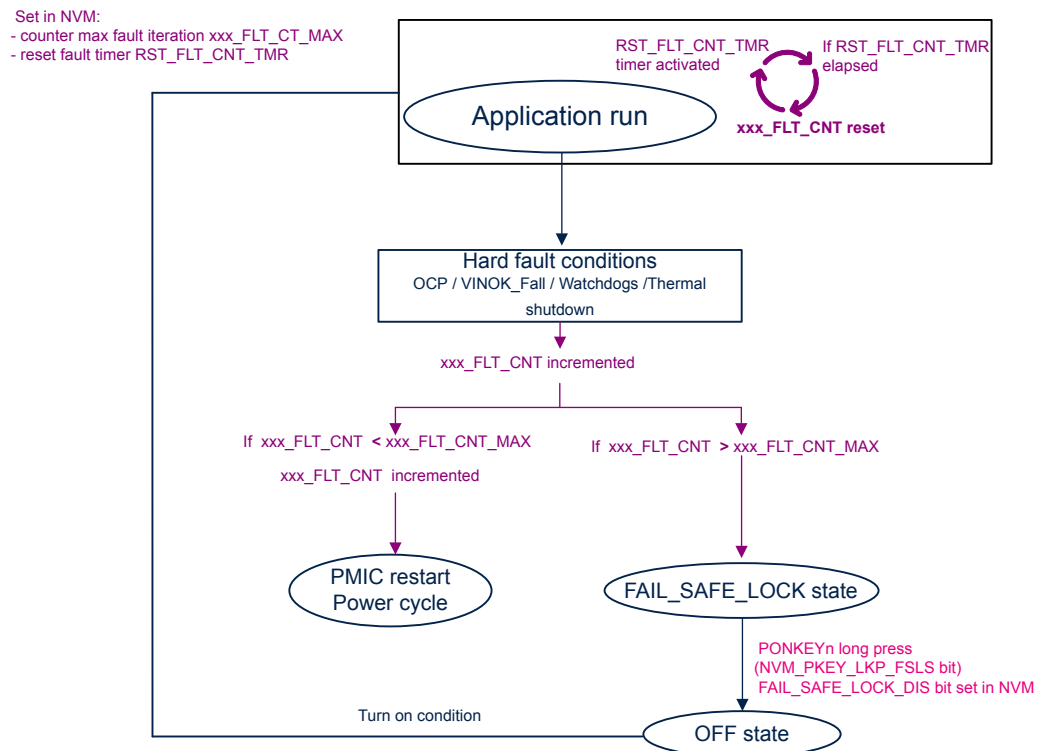 Set in NVM:
- counter max fault iteration xxx_FLT_CT_MAX
- reset fault timer RST_FLT_CNT_TMR
RST_FLT_CNT_TMR
timer activated
If RST_FLT_CNT_TMR
elapsed
xxx_FLT_CNT reset
Application run
Hard fault conditions
OCP / VINOK_Fall / Watchdogs /Thermal
shutdown
xxx_FLT_CNT incremented
If xxx_FLT_CNT < xxx_FLT_CNT_MAX
xxx_FLT_CNT incremented
If xxx_FLT_CNT > xxx_FLT_CNT_MAX
PMIC restart
Power cycle
FAIL_SAFE_LOCK state
PONKEYn long press
(NVM_PKEY_LKP_FSLS bit)
FAIL_SAFE_LOCK_DIS bit set in NVM
Turn on condition
OFF state